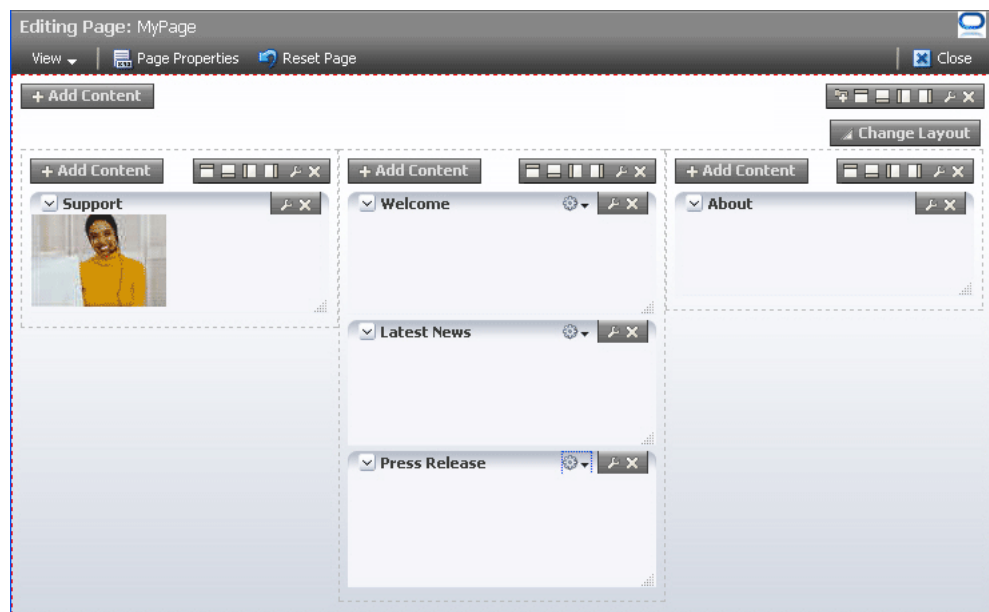 Editing Page: MyPage
View Page Properties Reset Page Close
+ Add Content
Change Layout
+ Add Content + Add Content + Add Content
Support Welcome About
Latest News
Press Release